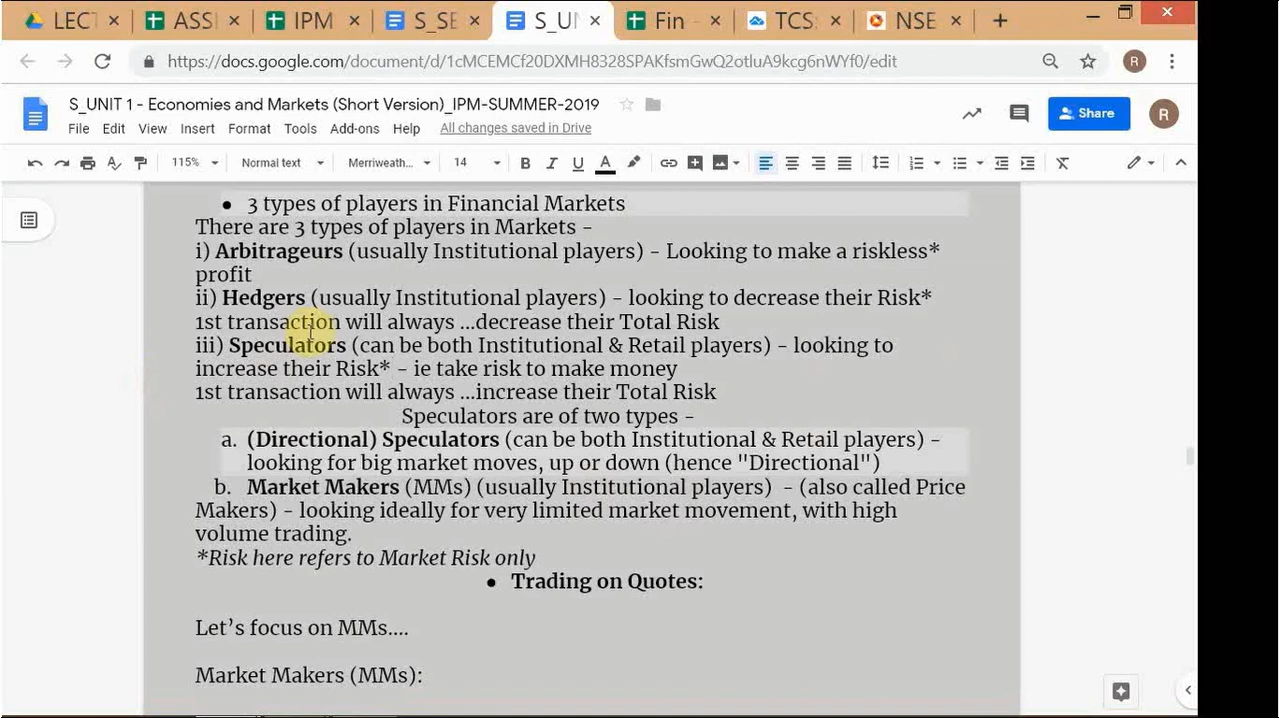 LECT
ASSI
IPM
S_SE
S_UN
Fin -
TCS:
NSE
https://docs.google.com/document/d/1cMCEMCf20DXMH8328SPAKfsmGwQ2otluA9kcg6nWYf0/edit
R
S_UNIT 1 - Economies and Markets (Short Version)_IPM-SUMMER-2019
File Edit View Insert Format Tools Add-ons Help All changes saved in Drive
Share
R
115% Normal text Merriweath... 14 B I U A
• 3 types of players in Financial Markets
There are 3 types of players in Markets -
i) Arbitrageurs (usually Institutional players) - Looking to make a riskless*
profit
ii) Hedgers (usually Institutional players) - looking to decrease their Risk*
1st transaction will always ...decrease their Total Risk
iii) Speculators (can be both Institutional & Retail players) - looking to
increase their Risk* - ie take risk to make money
1st transaction will always ...increase their Total Risk
Speculators are of two types -
a. (Directional) Speculators (can be both Institutional & Retail players) -
looking for big market moves, up or down (hence "Directional")
b. Market Makers (MMs) (usually Institutional players) - (also called Price
Makers) - looking ideally for very limited market movement, with high
volume trading.
*Risk here refers to Market Risk only
• Trading on Quotes:
Let's focus on MMs....
Market Makers (MMs):